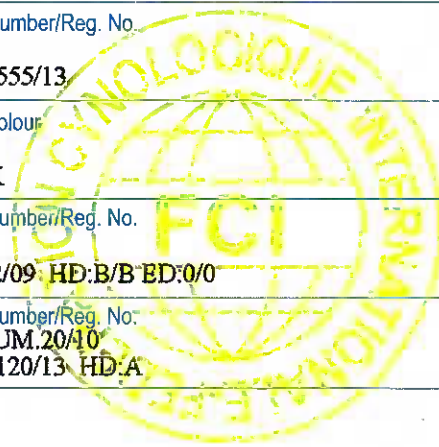 umber/Reg. No.
555/13
olour
umber/Reg. No.
/09 HD:B/B ED:0/0
umber/Reg. No.
UM.20/10
120/13 HD:A
FCI
CYNOLOGIQUE INTERNATIONALE